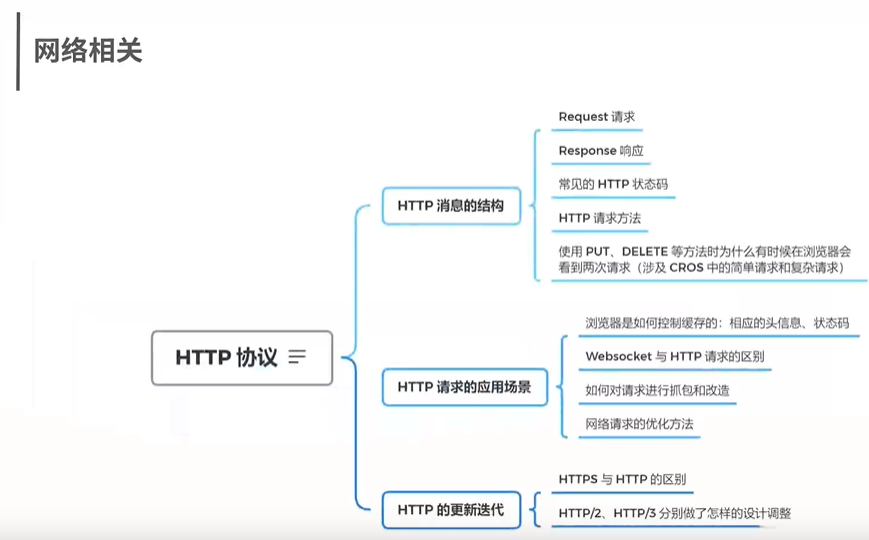 网络相关
HTTP 协议
HTTP 消息的结构
Request 请求
Response 响应
常见的 HTTP 状态码
HTTP 请求方法
使用 PUT、DELETE 等方法时为什么有时候在浏览器会
看到两次请求（涉及 CROS 中的简单请求和复杂请求）
HTTP 请求的应用场景
浏览器是如何控制缓存的：相应的头信息、状态码
Websocket 与 HTTP 请求的区别
如何对请求进行抓包和改造
网络请求的优化方法
HTTP 的更新迭代
HTTPS 与 HTTP 的区别
HTTP/2、HTTP/3 分别做了怎样的设计调整